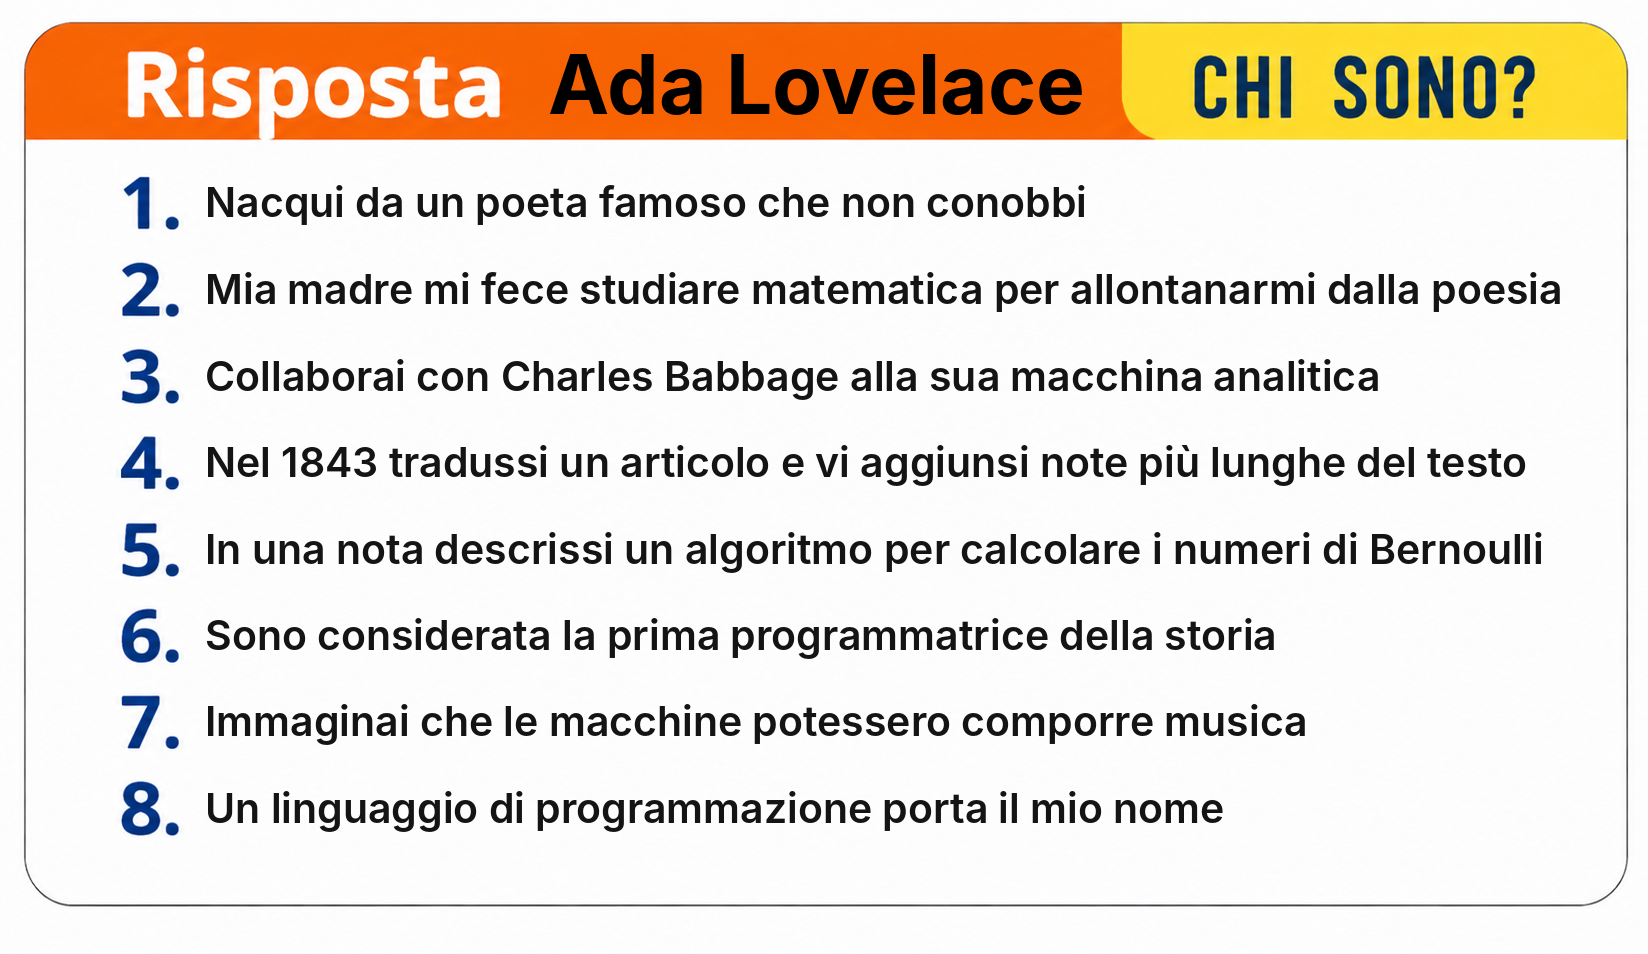 Risposta Ada Lovelace CHI SONO?
1. Nacqui da un poeta famoso che non conobbi
2. Mia madre mi fece studiare matematica per allontanarmi dalla poesia
3. Collaborai con Charles Babbage alla sua macchina analitica
4. Nel 1843 tradussi un articolo e vi aggiunsi note più lunghe del testo
5. In una nota descrissi un algoritmo per calcolare i numeri di Bernoulli
6. Sono considerata la prima programmatrice della storia
7. Immaginai che le macchine potessero comporre musica
8. Un linguaggio di programmazione porta il mio nome